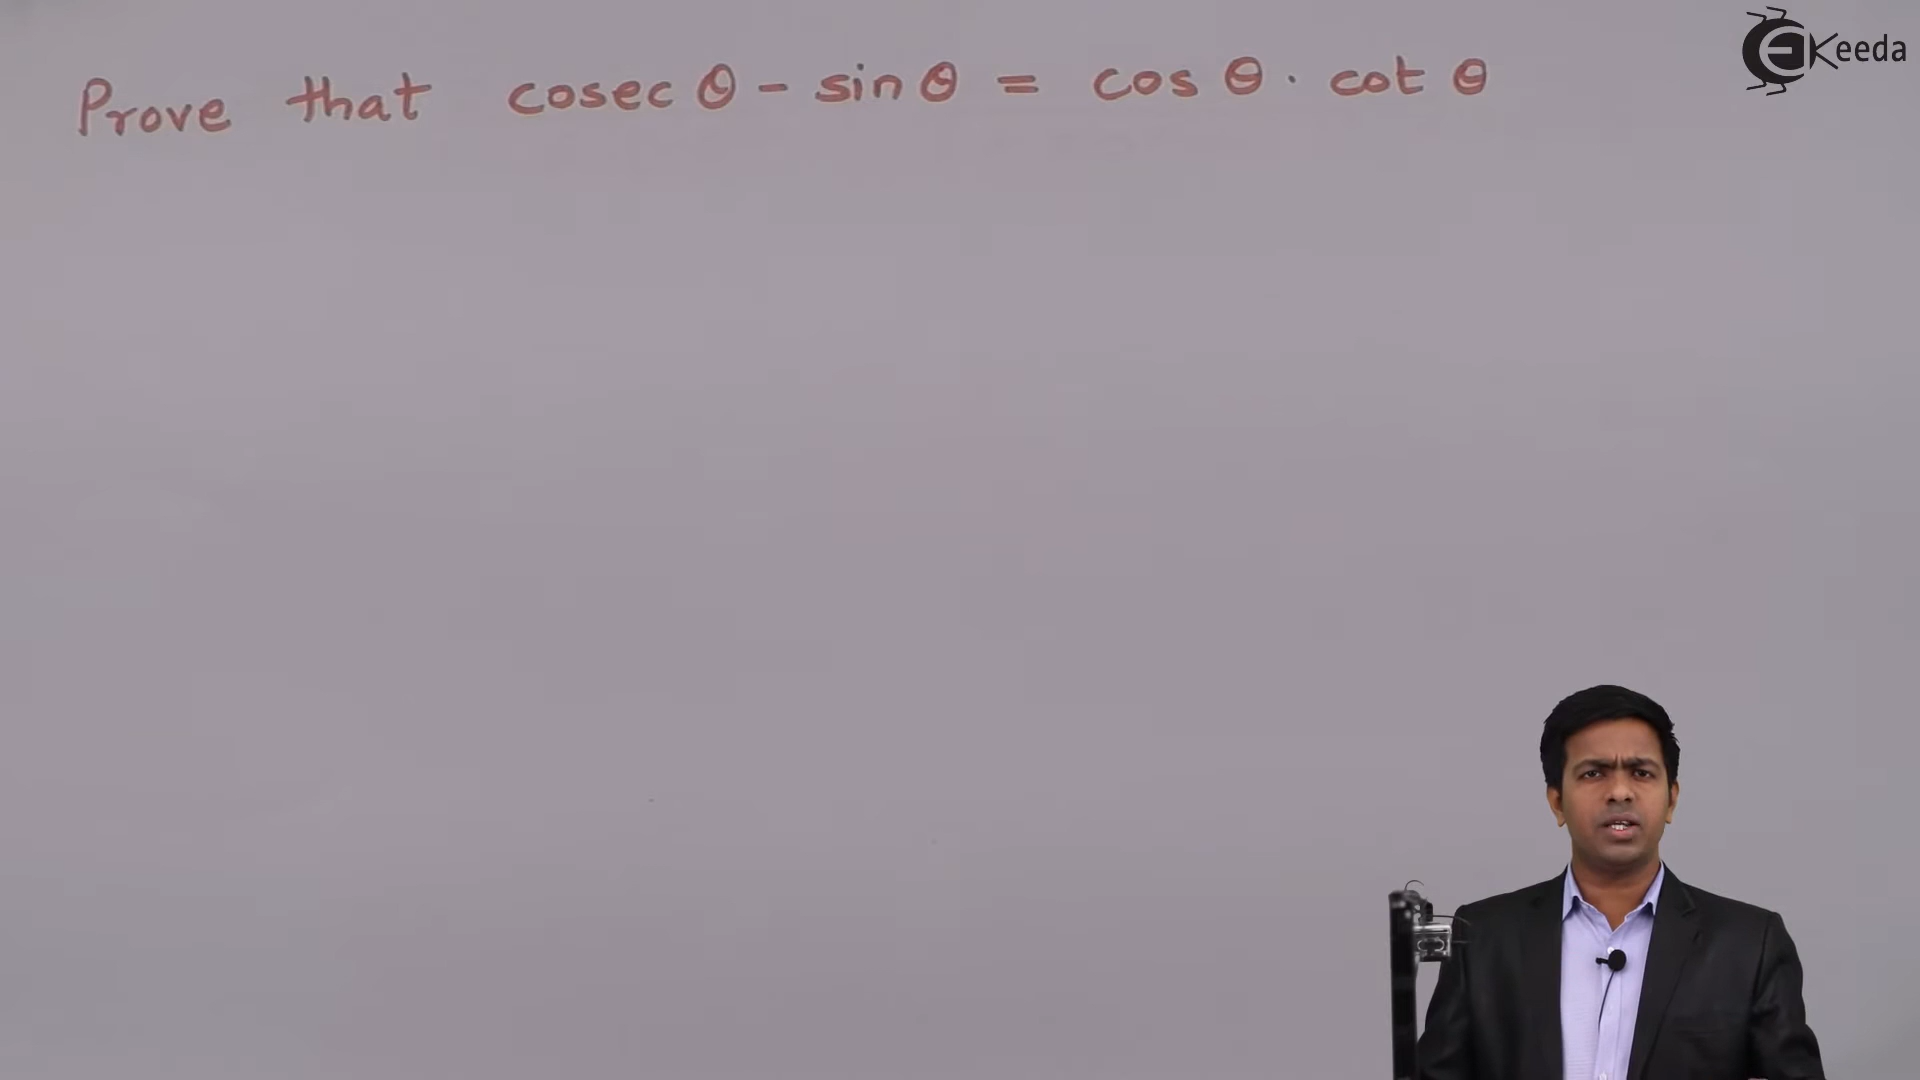 Prove that cosec θ - sin θ = cos θ · cot θ
EKeeda